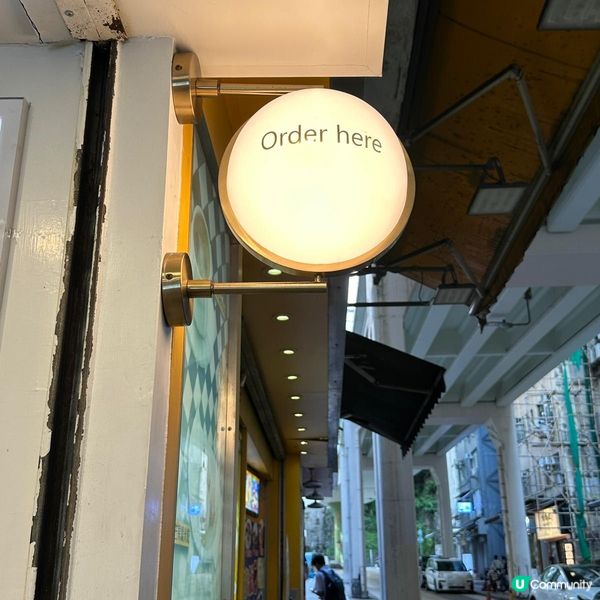 Order here
U Community